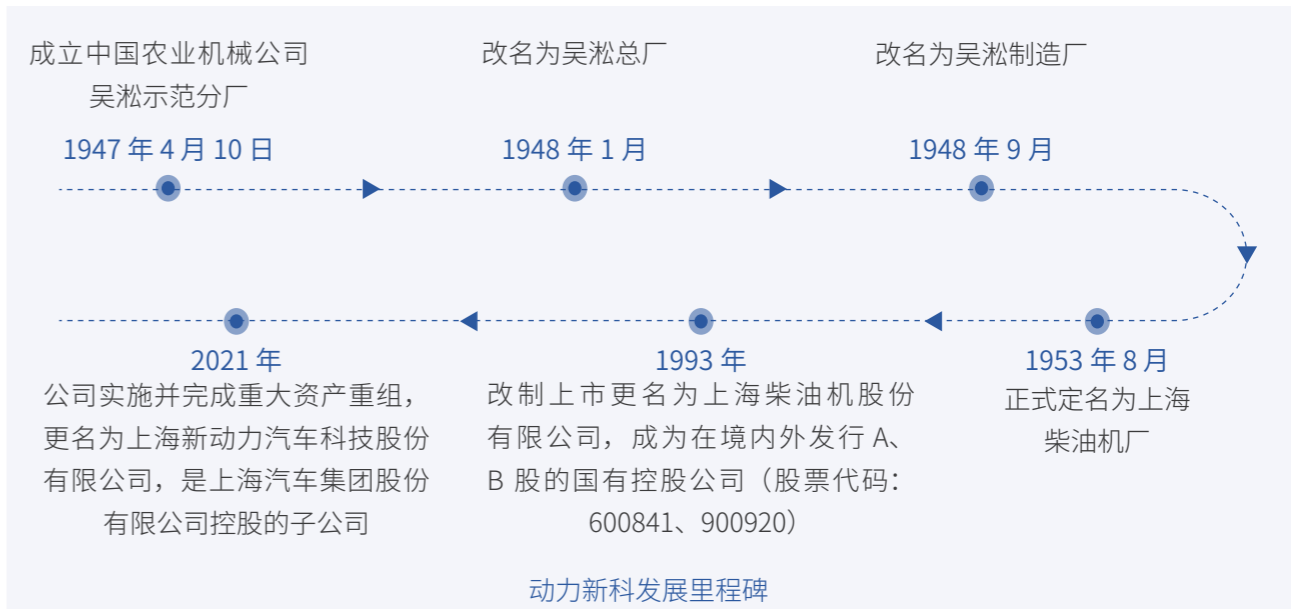 成立中国农业机械公司
吴淞示范分厂
1947 年 4 月 10 日
改名为吴淞总厂
1948 年 1 月
改名为吴淞制造厂
1948 年 9 月
1953 年 8 月
正式定名为上海
柴油机厂
1993 年
改制上市更名为上海柴油机股份
有限公司，成为在境内外发行 A、
B 股的国有控股公司（股票代码：
600841、900920）
2021 年
公司实施并完成重大资产重组，
更名为上海新动力汽车科技股份
有限公司，是上海汽车集团股份
有限公司控股的子公司
动力新科发展里程碑